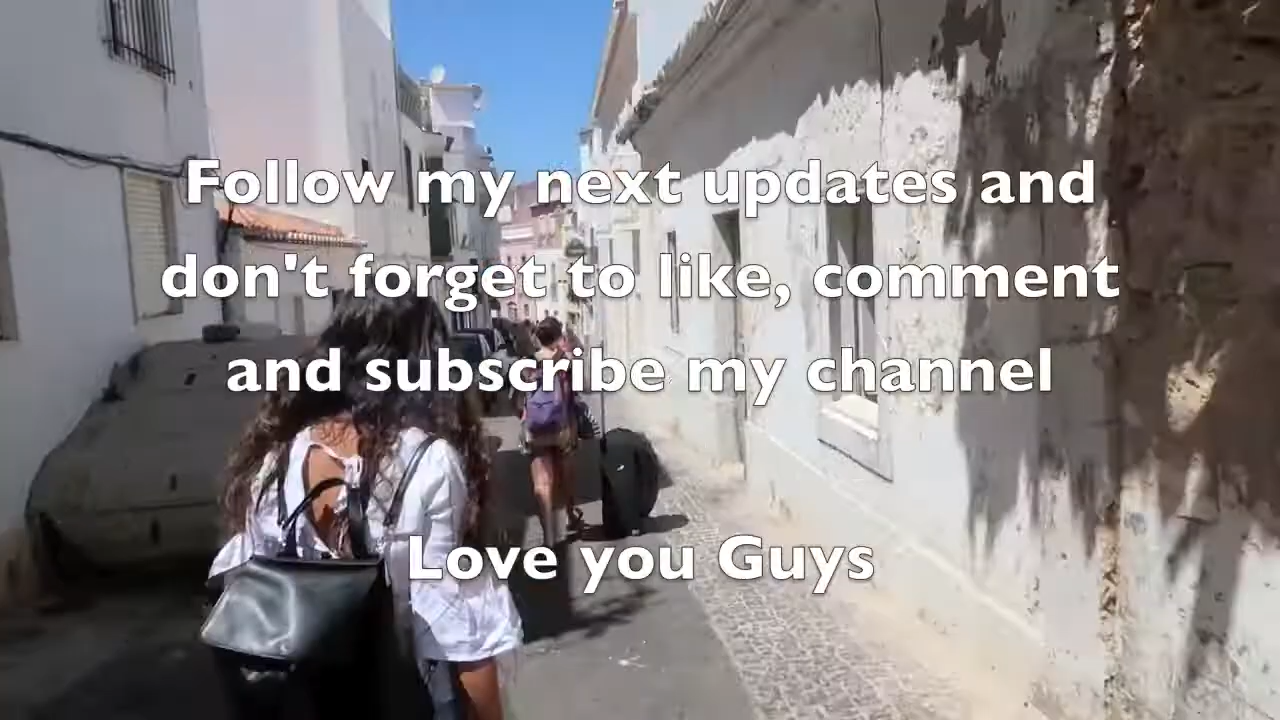 Follow my next updates and
don't forget to like, comment
and subscribe my channel
Love you Guys